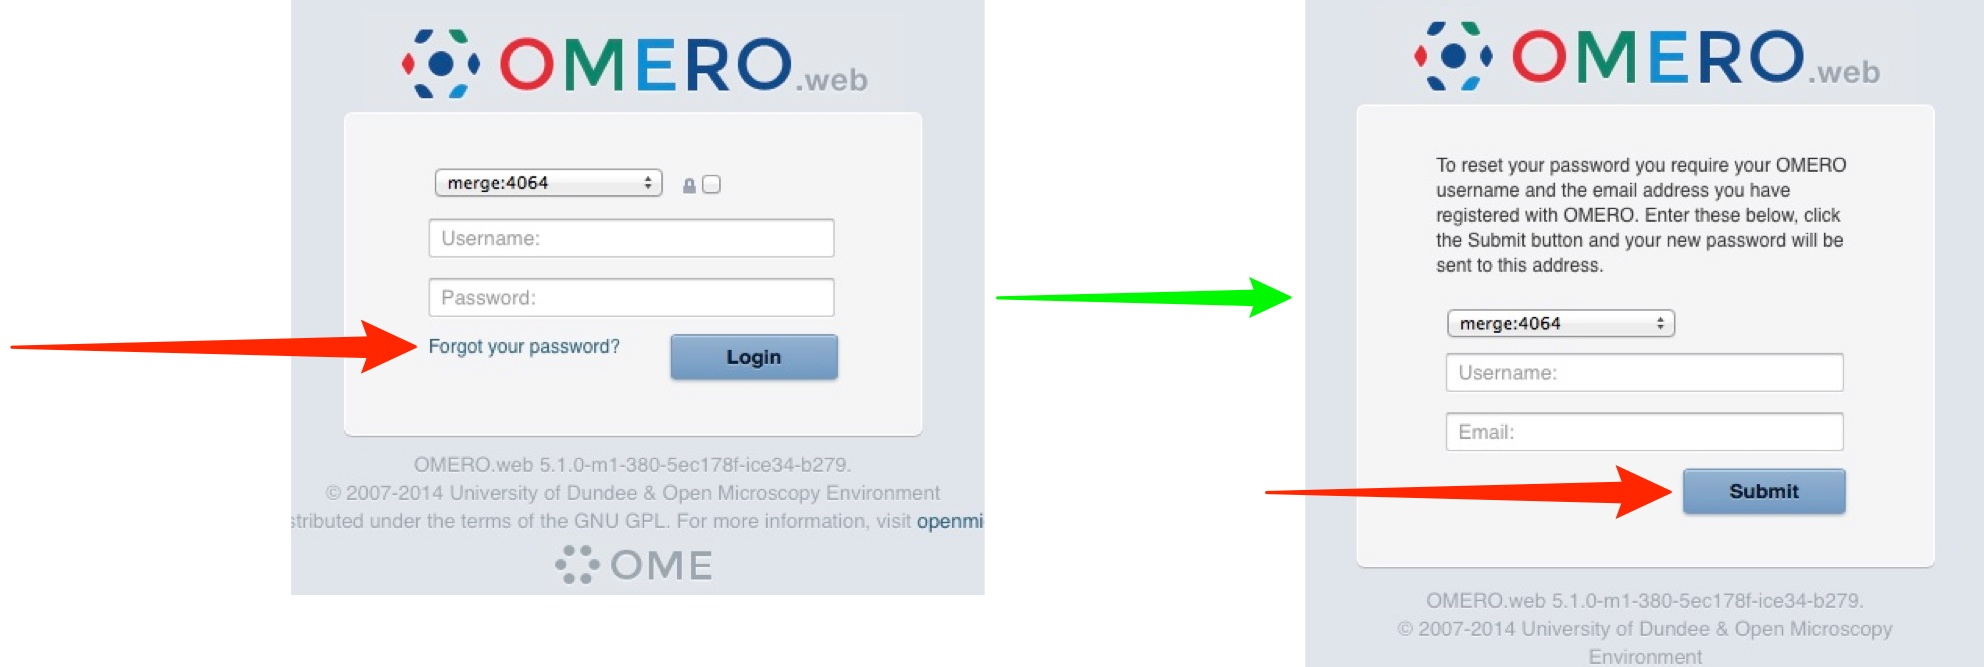 OMERO.web
merge:4064
Username:
Password:
Forgot your password?
Login
OMERO.web 5.1.0-m1-380-5ec178f-ice34-b279.
© 2007-2014 University of Dundee & Open Microscopy Environment
stributed under the terms of the GNU GPL. For more information, visit openmi
OME
OMERO.web
To reset your password you require your OMERO
username and the email address you have
registered with OMERO. Enter these below, click
the Submit button and your new password will be
sent to this address.
merge:4064
Username:
Email:
Submit
OMERO.web 5.1.0-m1-380-5ec178f-ice34-b279.
© 2007-2014 University of Dundee & Open Microscopy
Environment